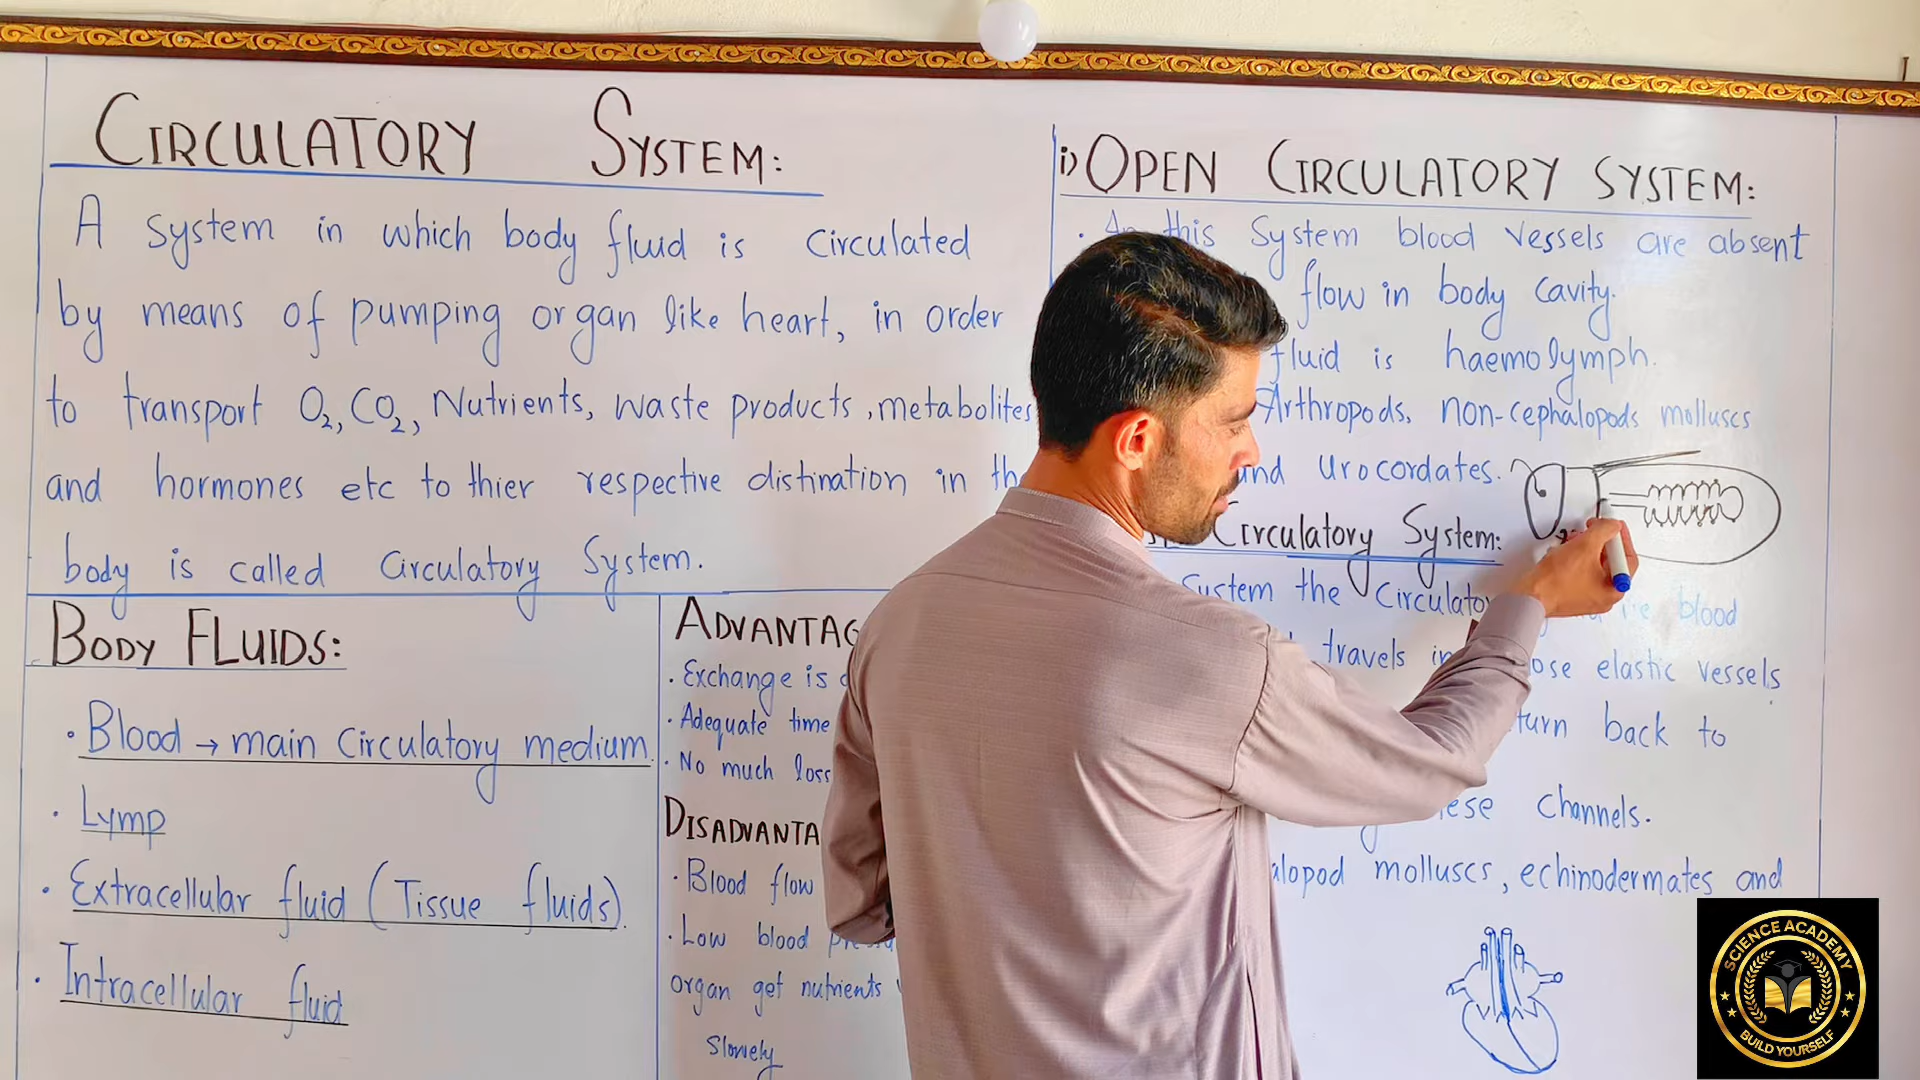 CIRCULATORY SYSTEM:
A system in which body fluid is circulated
by means of pumping organ like heart, in order
to transport O₂, CO₂, Nutrients, waste products, metabolites
and hormones etc to thier respective distination in th
body is called Circulatory System.
BODY FLUIDS:
· Blood → main circulatory medium.
· Lymp
· Extracellular fluid (Tissue fluids).
· Intracellular fluid
ADVANTAG
· Exchange is
· Adequate time
· No much loss
DISADVANTA
· Blood flow
· Low blood
organ get nutrients
Slowely
i) OPEN CIRCULATORY SYSTEM:
· this System blood vessels are absent
flow in body cavity.
fluid is haemolymph.
Arthropods, non-cephalopods molluscs
and urocordates.
Circulatory System:
System the Circulato i.e blood
travels in ose elastic vessels
turn back to
ese channels.
alopod molluscs, echinodermates and
SCIENCE ACADEMY
BUILD YOURSELF